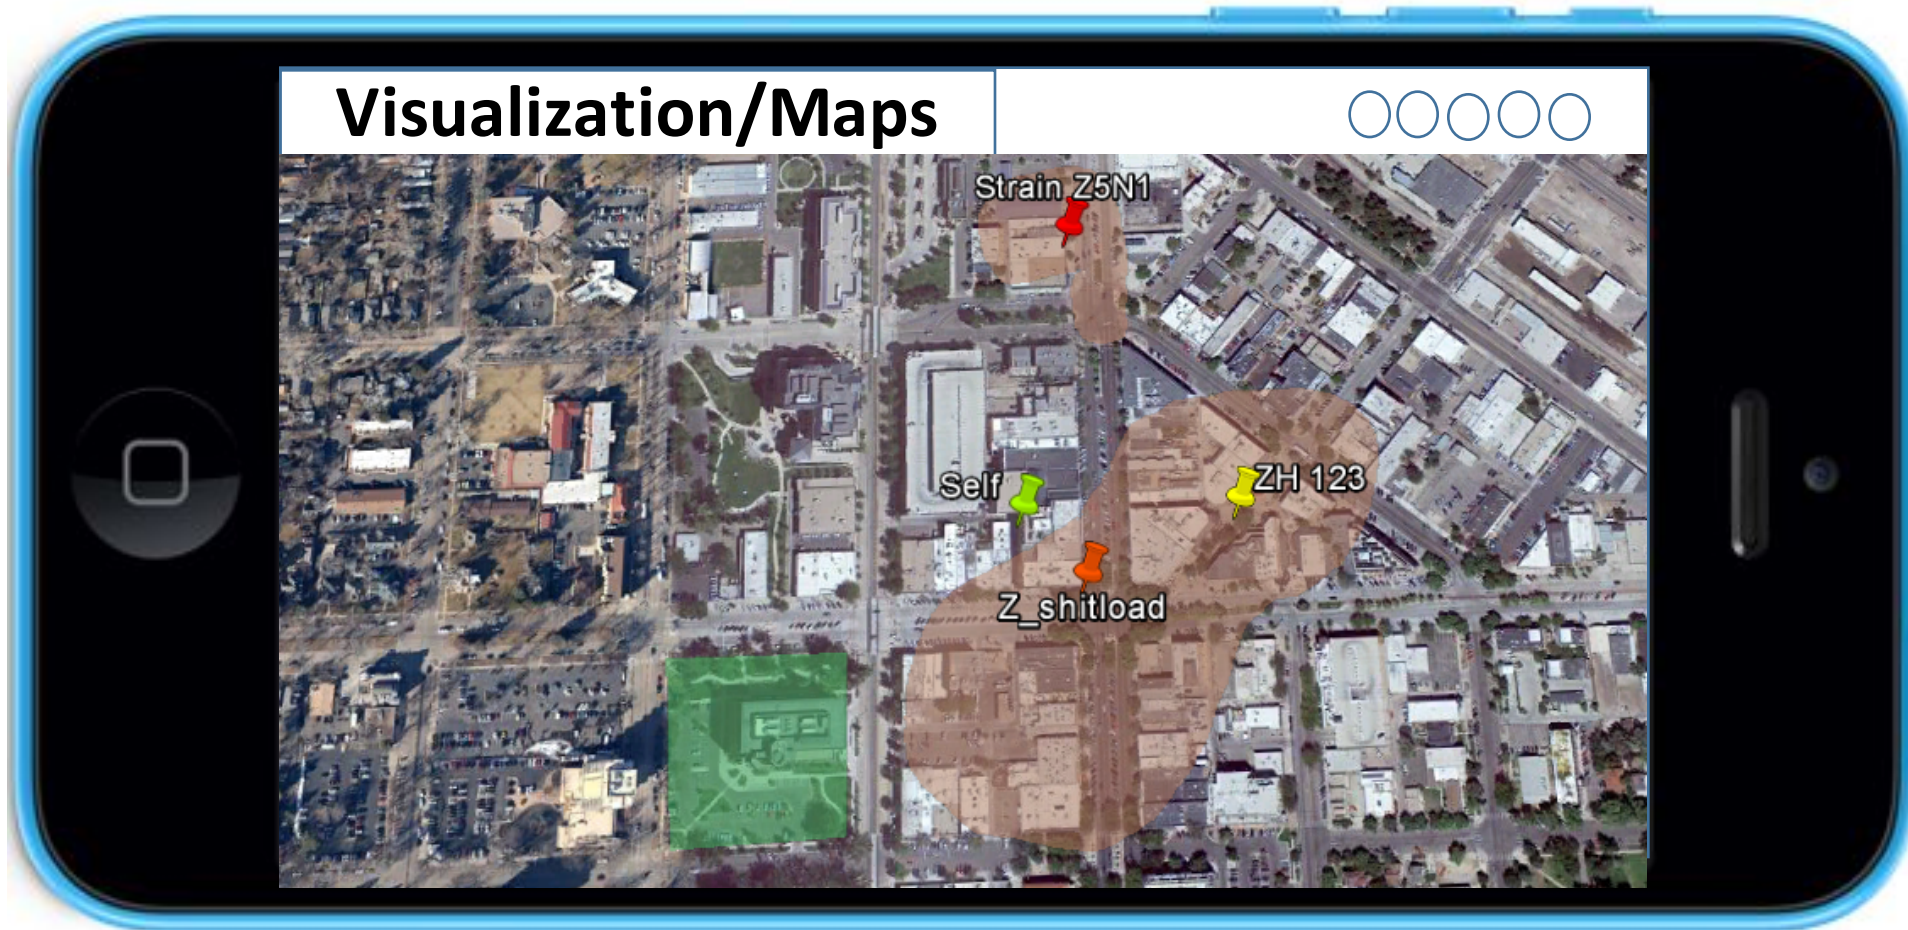 Visualization/Maps
Strain Z5N1
Self
ZH 123
Z_shitload